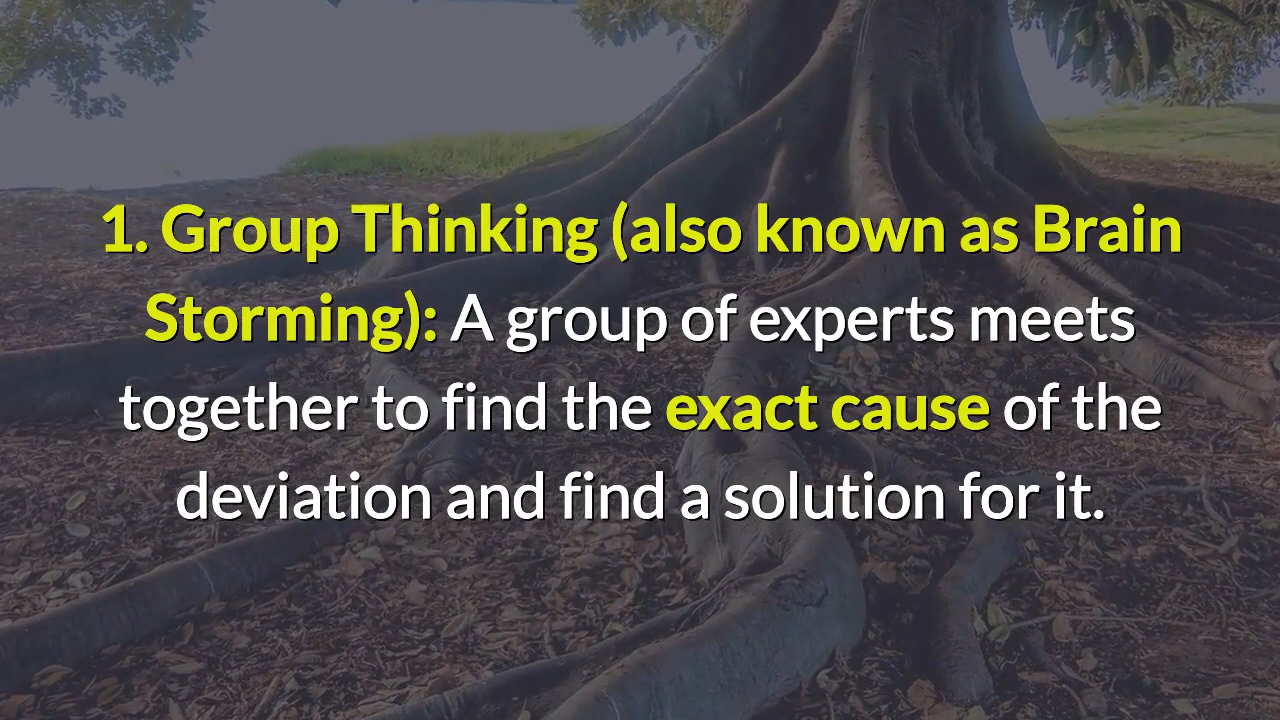 1. Group Thinking (also known as Brain
Storming): A group of experts meets
together to find the exact cause of the
deviation and find a solution for it.